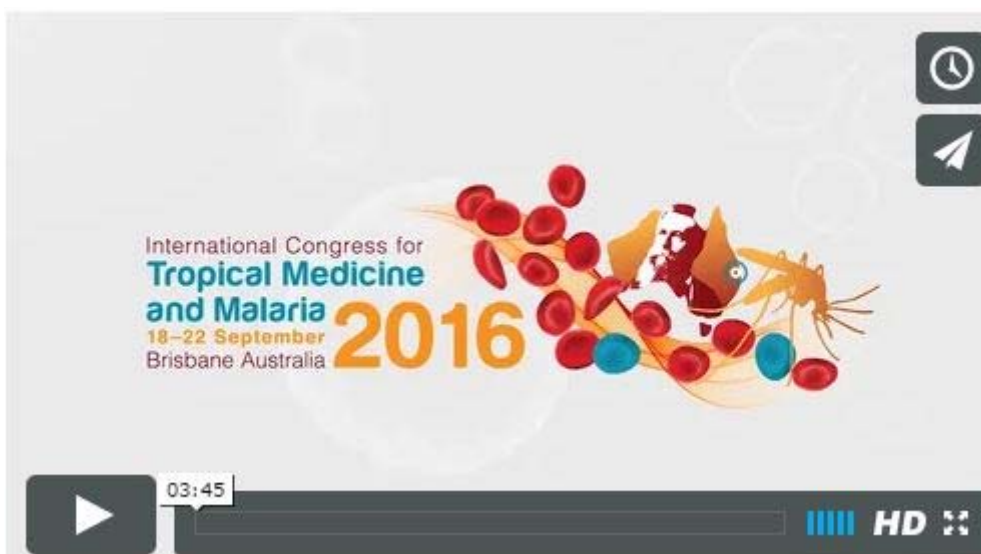 International Congress for
Tropical Medicine
and Malaria
18–22 September
Brisbane Australia
2016
03:45
HD